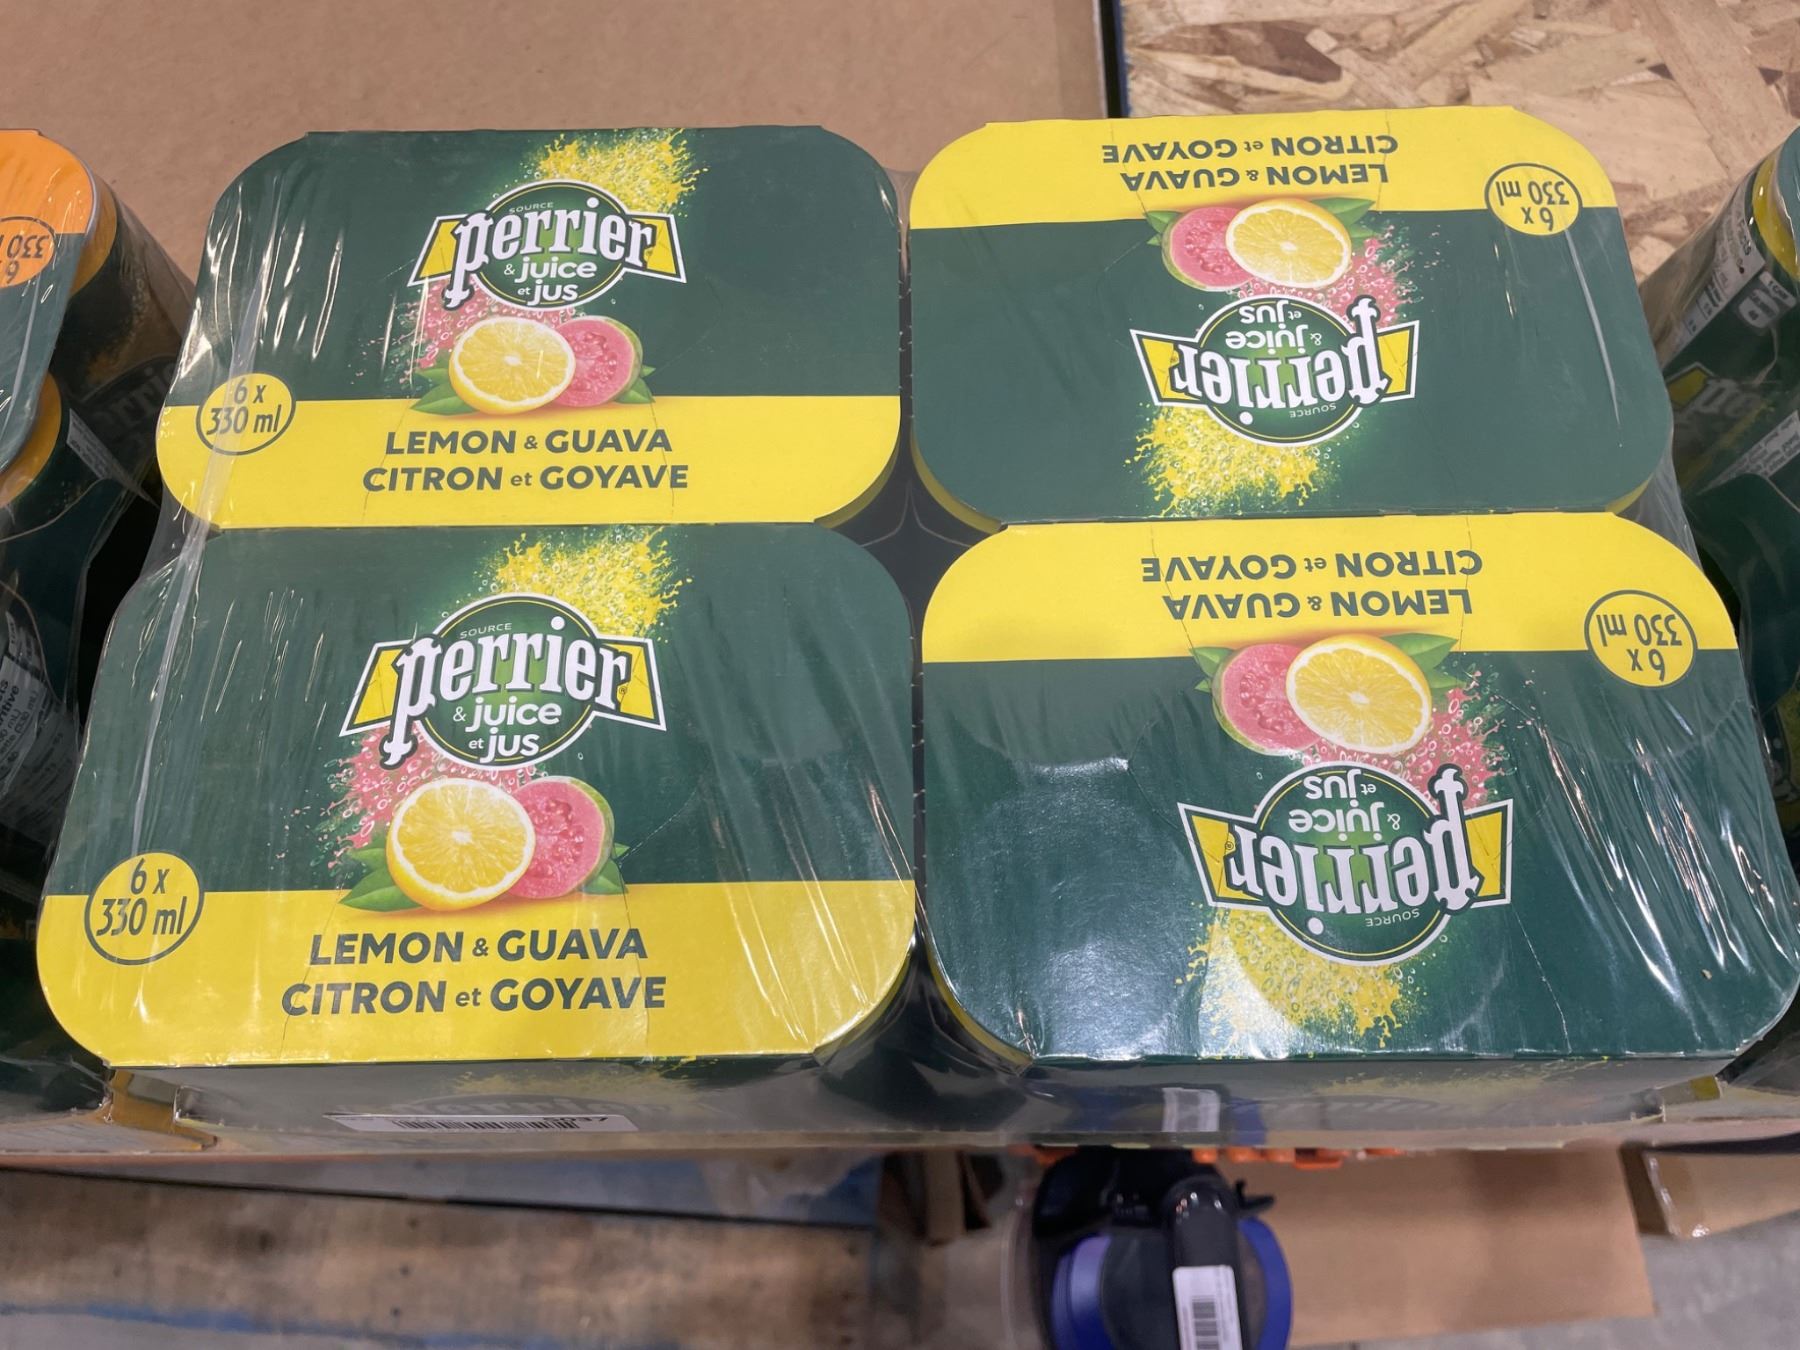 SOURCE
perrier
& juice
et jus
6 x
330 ml
LEMON & GUAVA
CITRON et GOYAVE
6 x
330 ml
LEMON & GUAVA
CITRON et GOYAVE
SOURCE
perrier
& juice
et jus
SOURCE
perrier®
& juice
et jus
6 x
330 ml
LEMON & GUAVA
CITRON et GOYAVE
6 x
330 ml
LEMON & GUAVA
CITRON et GOYAVE
SOURCE
perrier®
& juice
et jus
330